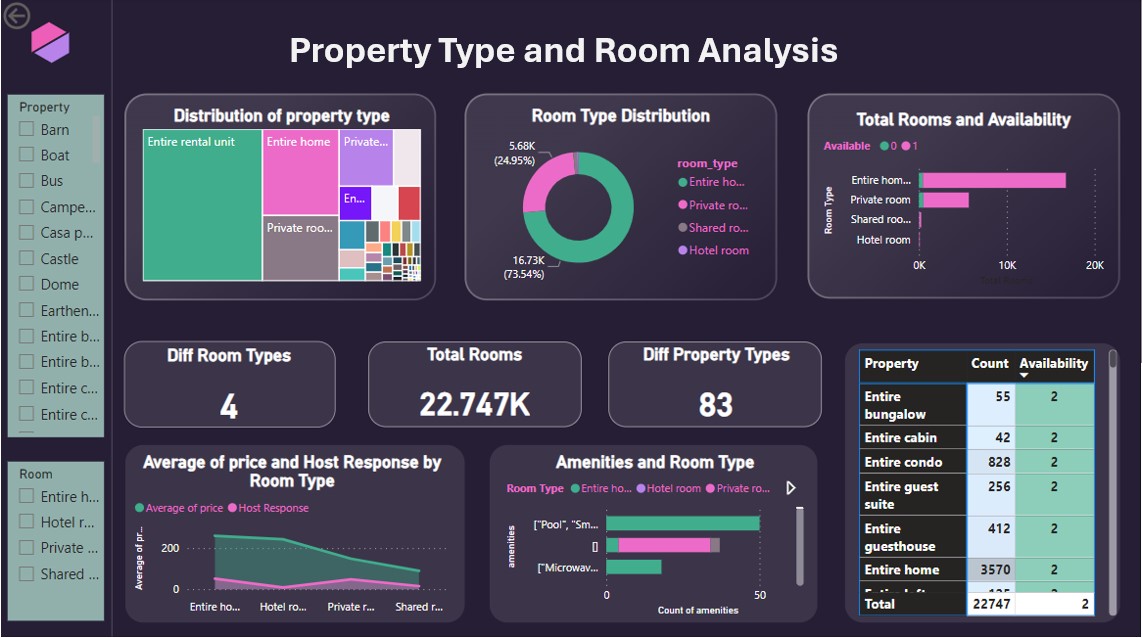 Property Type and Room Analysis
Property
Barn
Boat
Bus
Campe...
Casa p...
Castle
Dome
Earthen...
Entire b...
Entire b...
Entire c...
Entire c...
Room
Entire h...
Hotel r...
Private ...
Shared ...
Distribution of property type
Entire rental unit
Entire home
Private...
En...
Private roo...
Room Type Distribution
5.68K
(24.95%)
16.73K
(73.54%)
room_type
Entire ho...
Private ro...
Shared ro...
Hotel room
Total Rooms and Availability
Available 0 1
Room Type
Entire hom...
Private room
Shared roo...
Hotel room
0K 10K 20K
Diff Room Types
4
Total Rooms
22.747K
Diff Property Types
83
Average of price and Host Response by
Room Type
Average of price Host Response
Average of pr...
200
0
Entire ho... Hotel ro... Private r... Shared r...
Amenities and Room Type
Room Type Entire ho... Hotel room Private ro...
amenities
["Pool", "Sm...
[]
["Microwav...
0 50
Count of amenities
Property Count Availability
Entire
bungalow 55 2
Entire cabin 42 2
Entire condo 828 2
Entire guest
suite 256 2
Entire
guesthouse 412 2
Entire home 3570 2
Total 22747 2